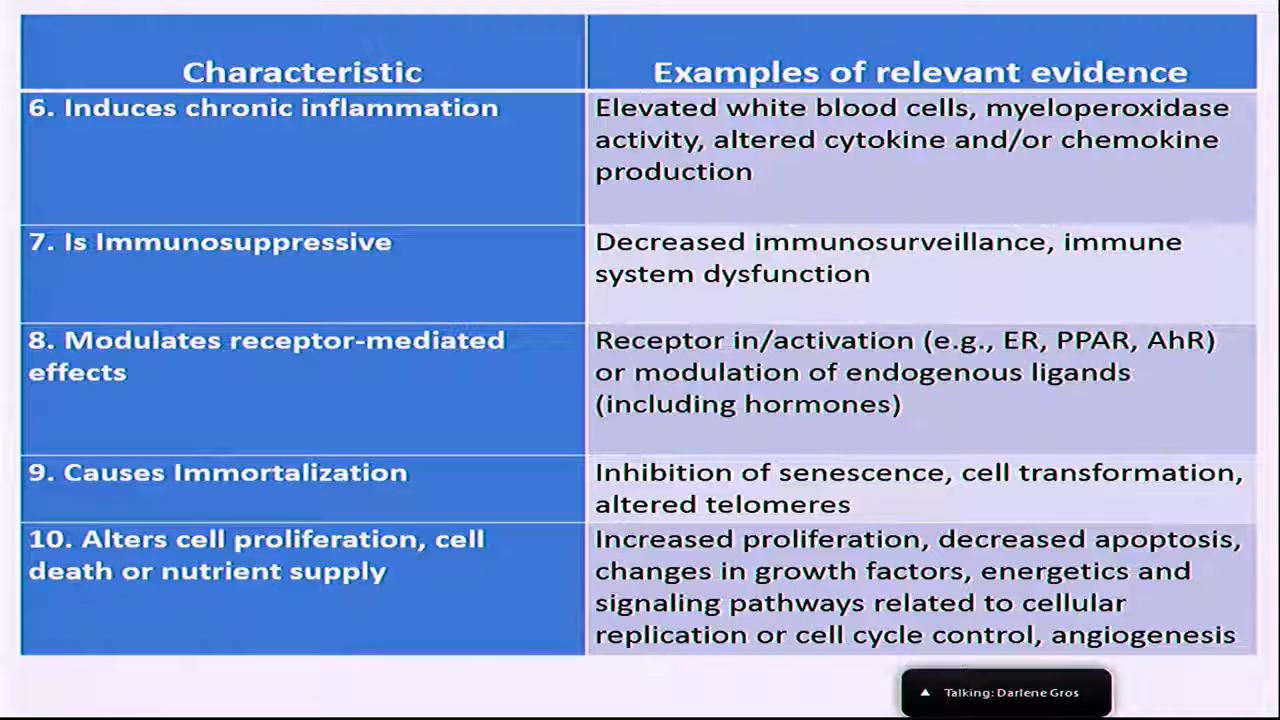 Characteristic
Examples of relevant evidence
6. Induces chronic inflammation
Elevated white blood cells, myeloperoxidase
activity, altered cytokine and/or chemokine
production
7. Is Immunosuppressive
Decreased immunosurveillance, immune
system dysfunction
8. Modulates receptor-mediated
effects
Receptor in/activation (e.g., ER, PPAR, AhR)
or modulation of endogenous ligands
(including hormones)
9. Causes Immortalization
Inhibition of senescence, cell transformation,
altered telomeres
10. Alters cell proliferation, cell
death or nutrient supply
Increased proliferation, decreased apoptosis,
changes in growth factors, energetics and
signaling pathways related to cellular
replication or cell cycle control, angiogenesis
Talking: Darlene Gros